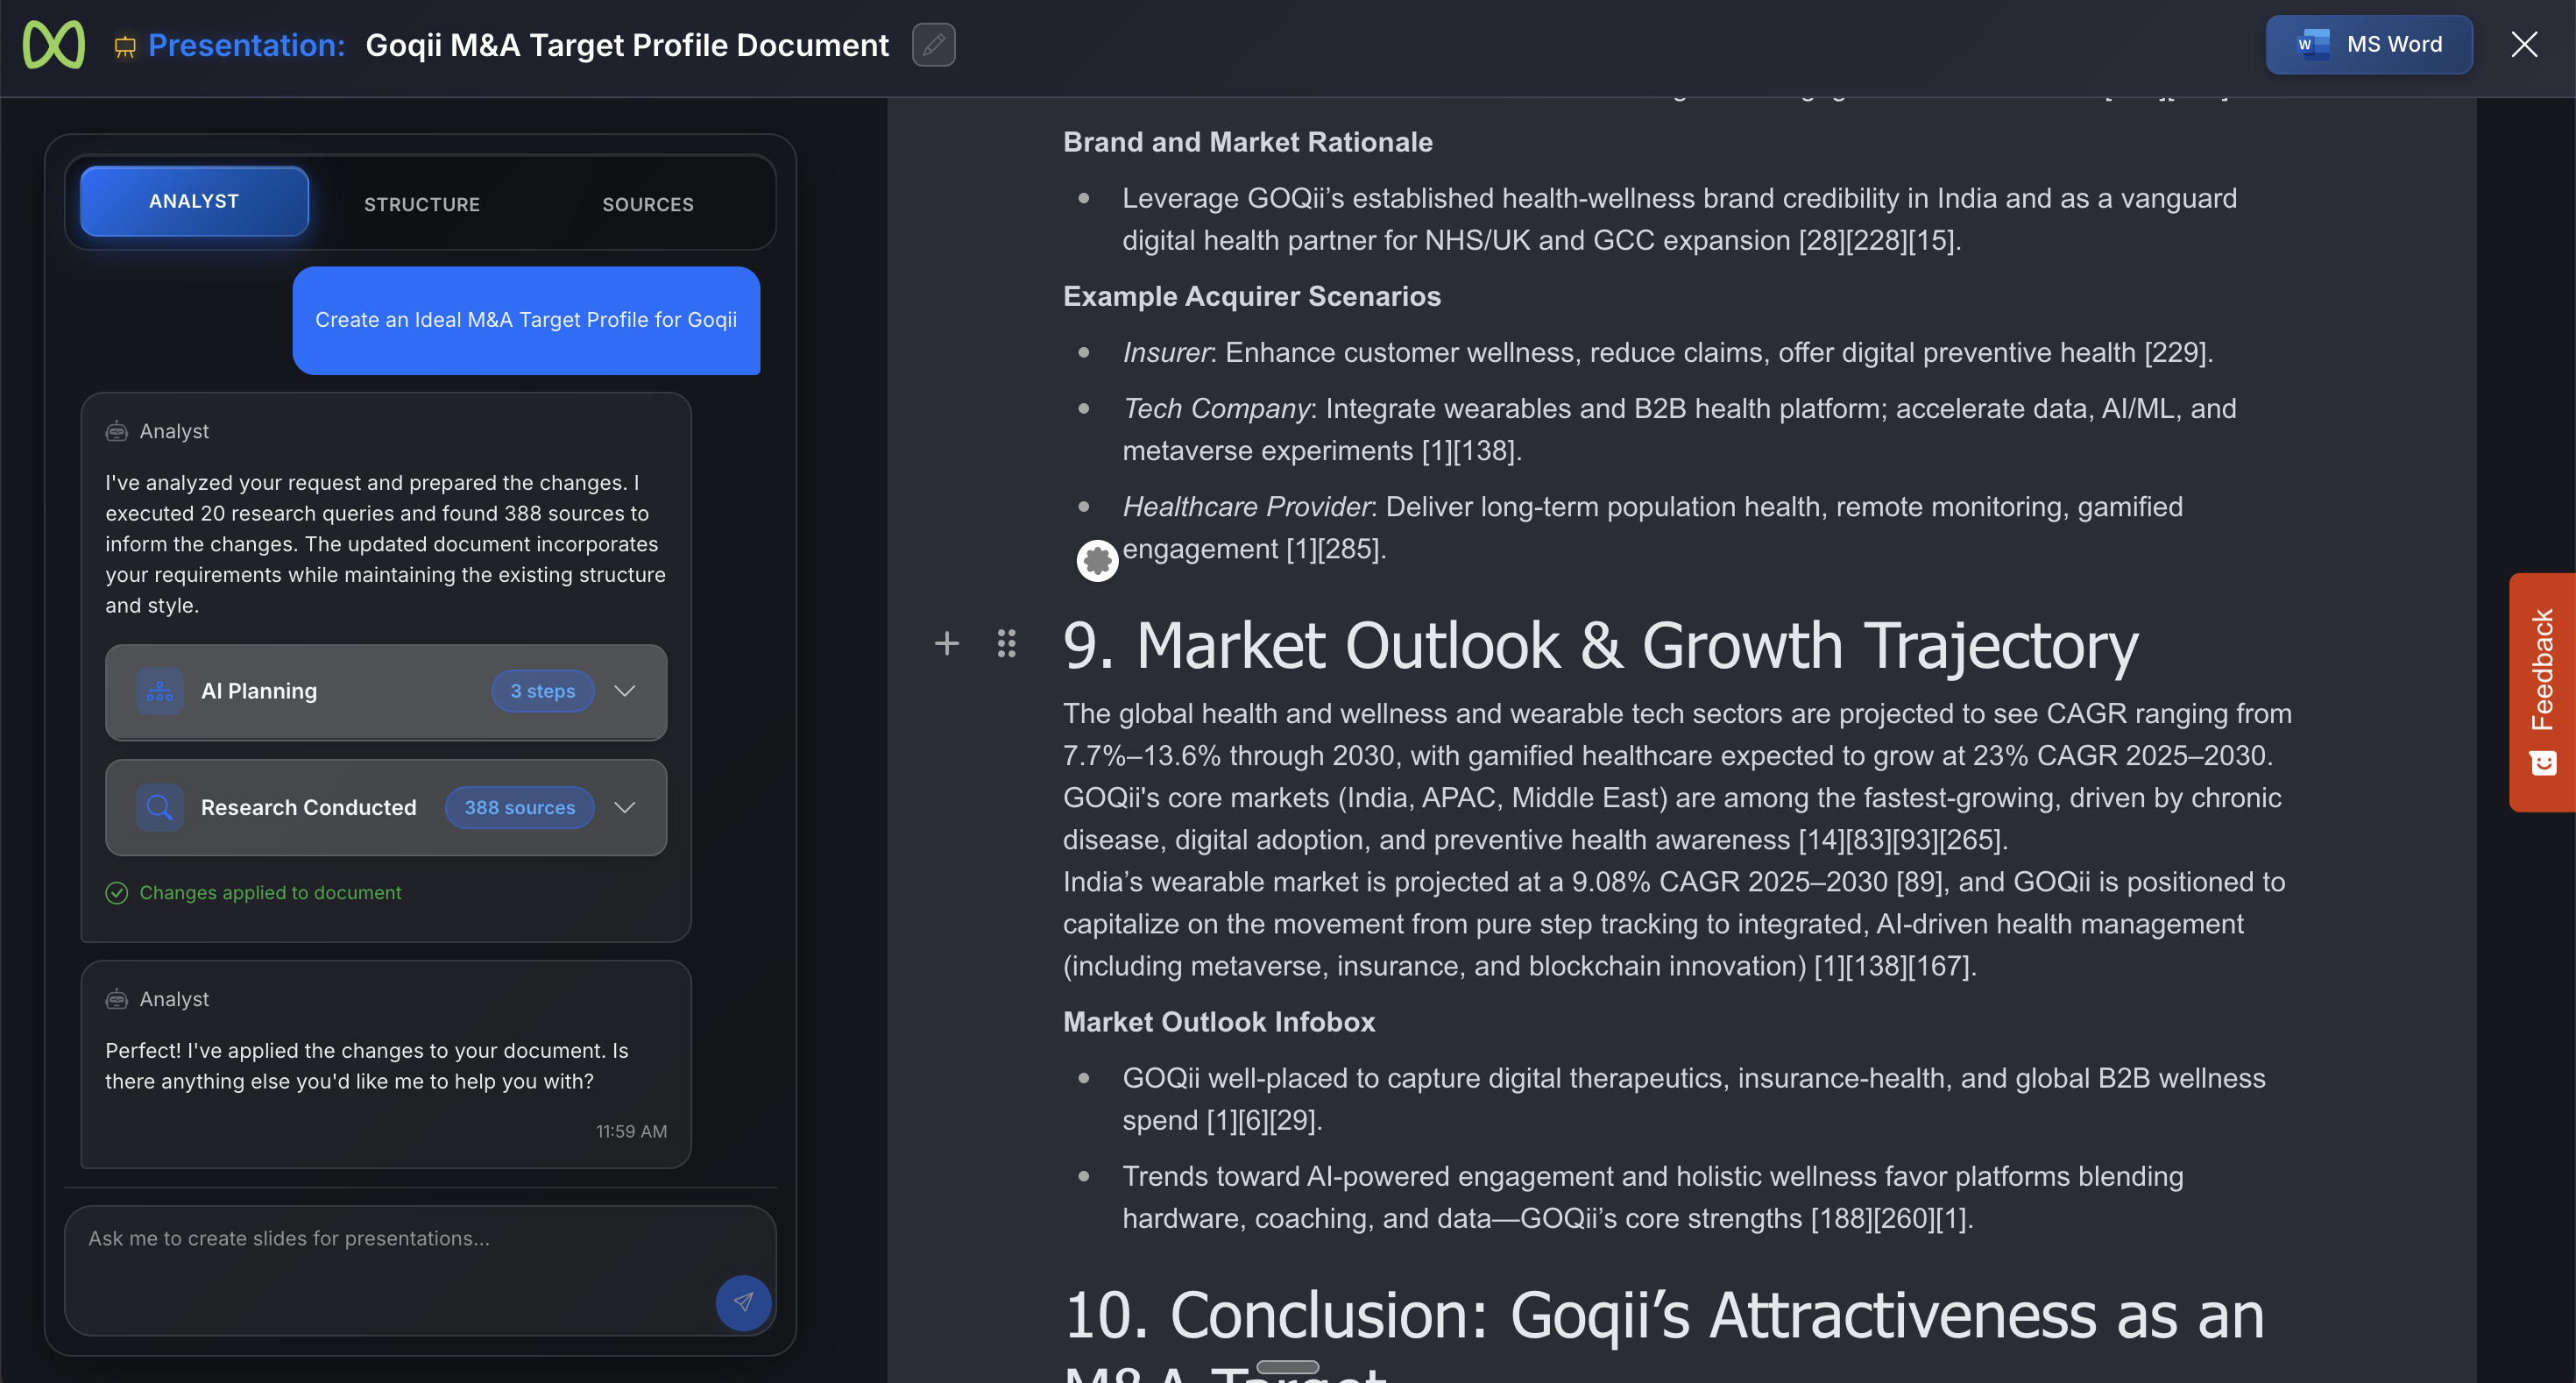 Presentation: Goqii M&A Target Profile Document
MS Word
ANALYST
STRUCTURE
SOURCES
Create an Ideal M&A Target Profile for Goqii
Analyst
I've analyzed your request and prepared the changes. I
executed 20 research queries and found 388 sources to
inform the changes. The updated document incorporates
your requirements while maintaining the existing structure
and style.
AI Planning
3 steps
Research Conducted
388 sources
Changes applied to document
Analyst
Perfect! I've applied the changes to your document. Is
there anything else you'd like me to help you with?
11:59 AM
Ask me to create slides for presentations...
Brand and Market Rationale
• Leverage GOQii’s established health-wellness brand credibility in India and as a vanguard
digital health partner for NHS/UK and GCC expansion [28][228][15].
Example Acquirer Scenarios
• Insurer: Enhance customer wellness, reduce claims, offer digital preventive health [229].
• Tech Company: Integrate wearables and B2B health platform; accelerate data, AI/ML, and
metaverse experiments [1][138].
• Healthcare Provider: Deliver long-term population health, remote monitoring, gamified
engagement [1][285].
9. Market Outlook & Growth Trajectory
The global health and wellness and wearable tech sectors are projected to see CAGR ranging from
7.7%–13.6% through 2030, with gamified healthcare expected to grow at 23% CAGR 2025–2030.
GOQii's core markets (India, APAC, Middle East) are among the fastest-growing, driven by chronic
disease, digital adoption, and preventive health awareness [14][83][93][265].
India’s wearable market is projected at a 9.08% CAGR 2025–2030 [89], and GOQii is positioned to
capitalize on the movement from pure step tracking to integrated, AI-driven health management
(including metaverse, insurance, and blockchain innovation) [1][138][167].
Market Outlook Infobox
• GOQii well-placed to capture digital therapeutics, insurance-health, and global B2B wellness
spend [1][6][29].
• Trends toward AI-powered engagement and holistic wellness favor platforms blending
hardware, coaching, and data—GOQii’s core strengths [188][260][1].
10. Conclusion: Goqii’s Attractiveness as an
M&A Target
Feedback